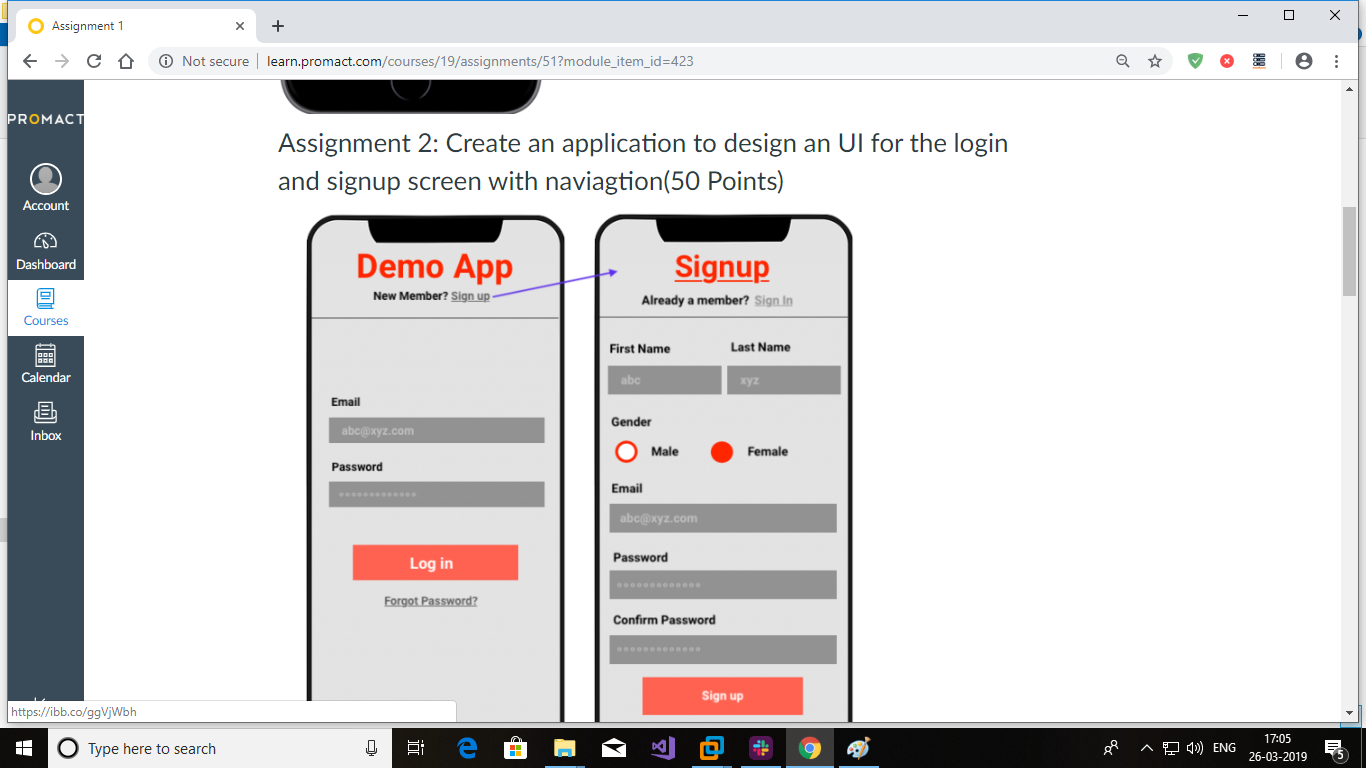 Assignment 1
Not secure
learn.promact.com/courses/19/assignments/51?module_item_id=423
PROMACT
Account
Dashboard
Courses
Calendar
Inbox
Assignment 2: Create an application to design an UI for the login
and signup screen with naviagtion(50 Points)
Demo App
New Member? Sign up
Email
abc@xyz.com
Password
Log in
Forgot Password?
Signup
Already a member? Sign In
First Name
Last Name
abc
xyz
Gender
Male
Female
Email
abc@xyz.com
Password
Confirm Password
Sign up
https://ibb.co/ggVjWbh
Type here to search
ENG
17:05
26-03-2019
5